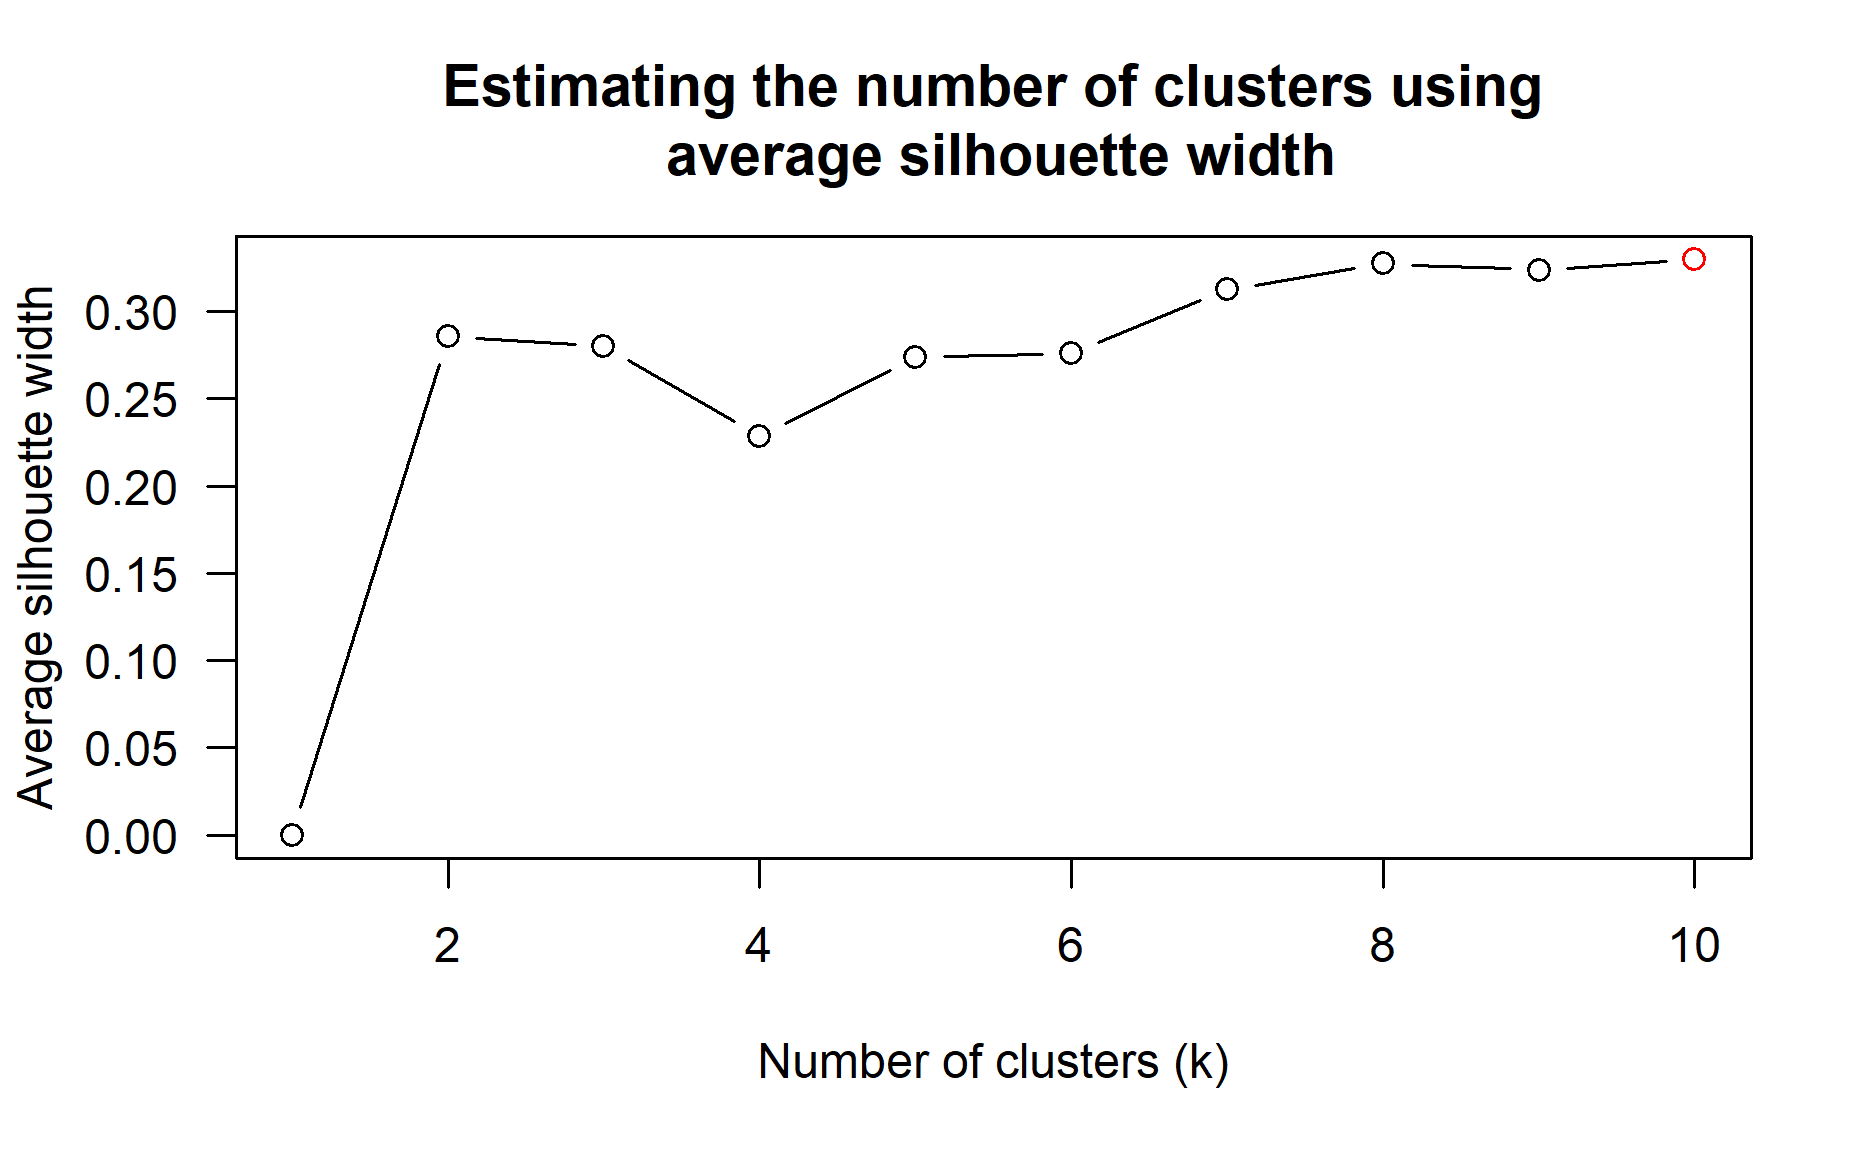 Estimating the number of clusters using
average silhouette width
Average silhouette width
0.30
0.25
0.20
0.15
0.10
0.05
0.00
2 4 6 8 10
Number of clusters (k)